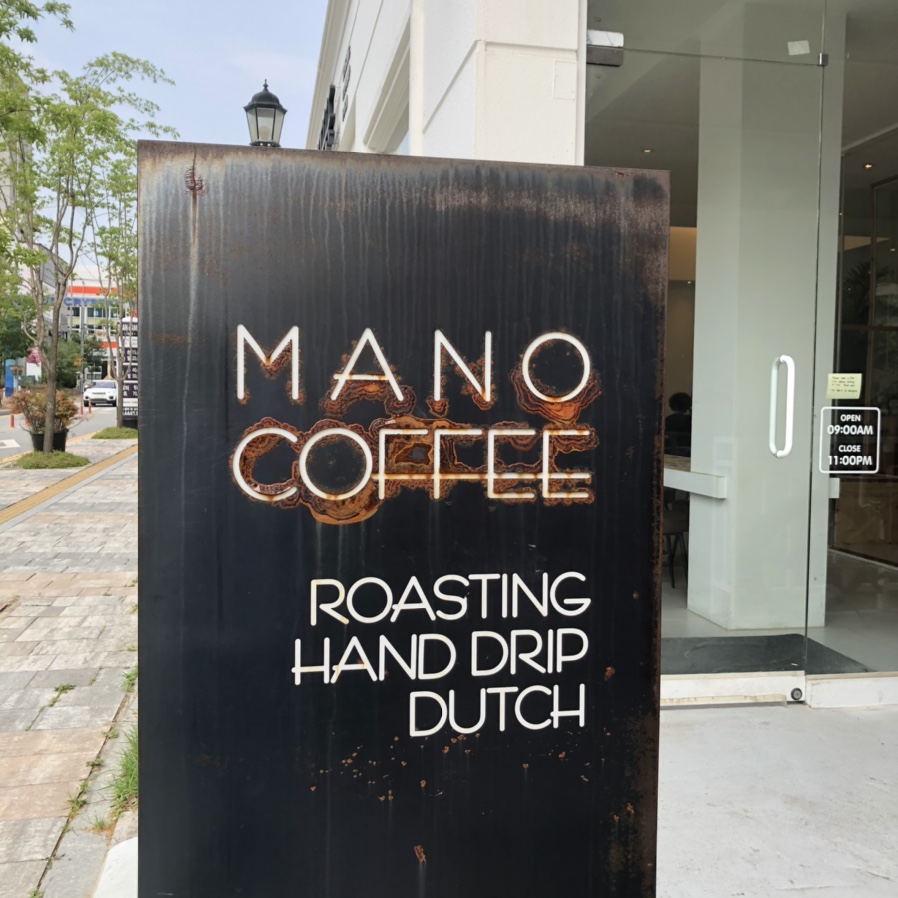 MANO
COFFEE
ROASTING
HAND DRIP
DUTCH
OPEN
09:00AM
CLOSE
11:00PM